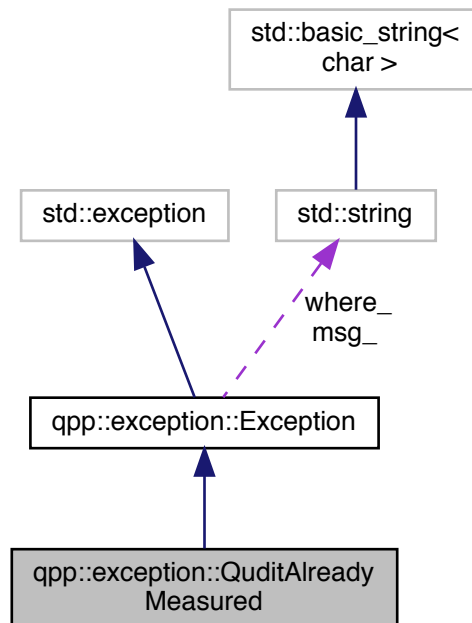 std::basic_string<
char >
std::exception
std::string
where_
msg_
qpp::exception::Exception
qpp::exception::QuditAlready
Measured